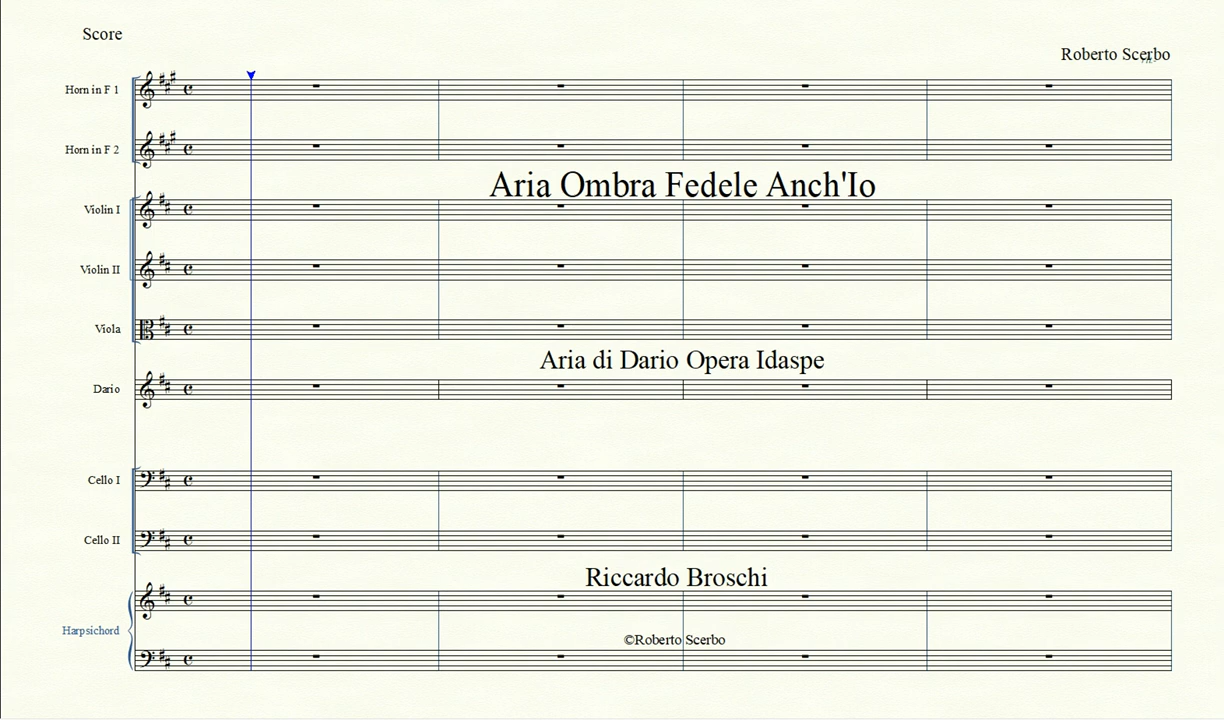 Score
Roberto Scerbo
Horn in F 1
Horn in F 2
Aria Ombra Fedele Anch'Io
Violin I
Violin II
Viola
Aria di Dario Opera Idaspe
Dario
Cello I
Cello II
Riccardo Broschi
Harpsichord
©Roberto Scerbo